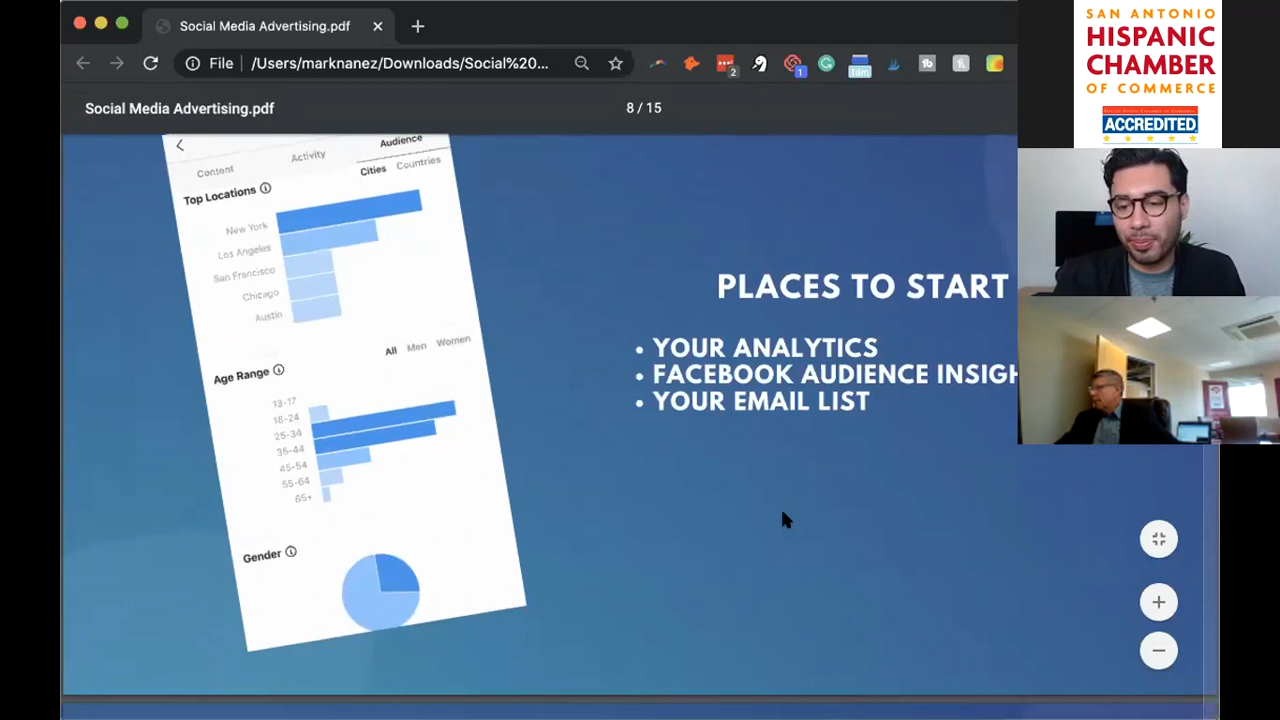 Social Media Advertising.pdf
File
/Users/marknanez/Downloads/Social%20...
2
1
Social Media Advertising.pdf
8 / 15
SAN ANTONIO
HISPANIC
CHAMBER
OF COMMERCE
ACCREDITED
Content
Activity
Audience
Top Locations
Cities
Countries
New York
Los Angeles
San Francisco
Chicago
Austin
Age Range
All
Men
Women
13-17
18-24
25-34
35-44
45-54
55-64
65+
Gender
PLACES TO START
• YOUR ANALYTICS
• FACEBOOK AUDIENCE INSIGH
• YOUR EMAIL LIST